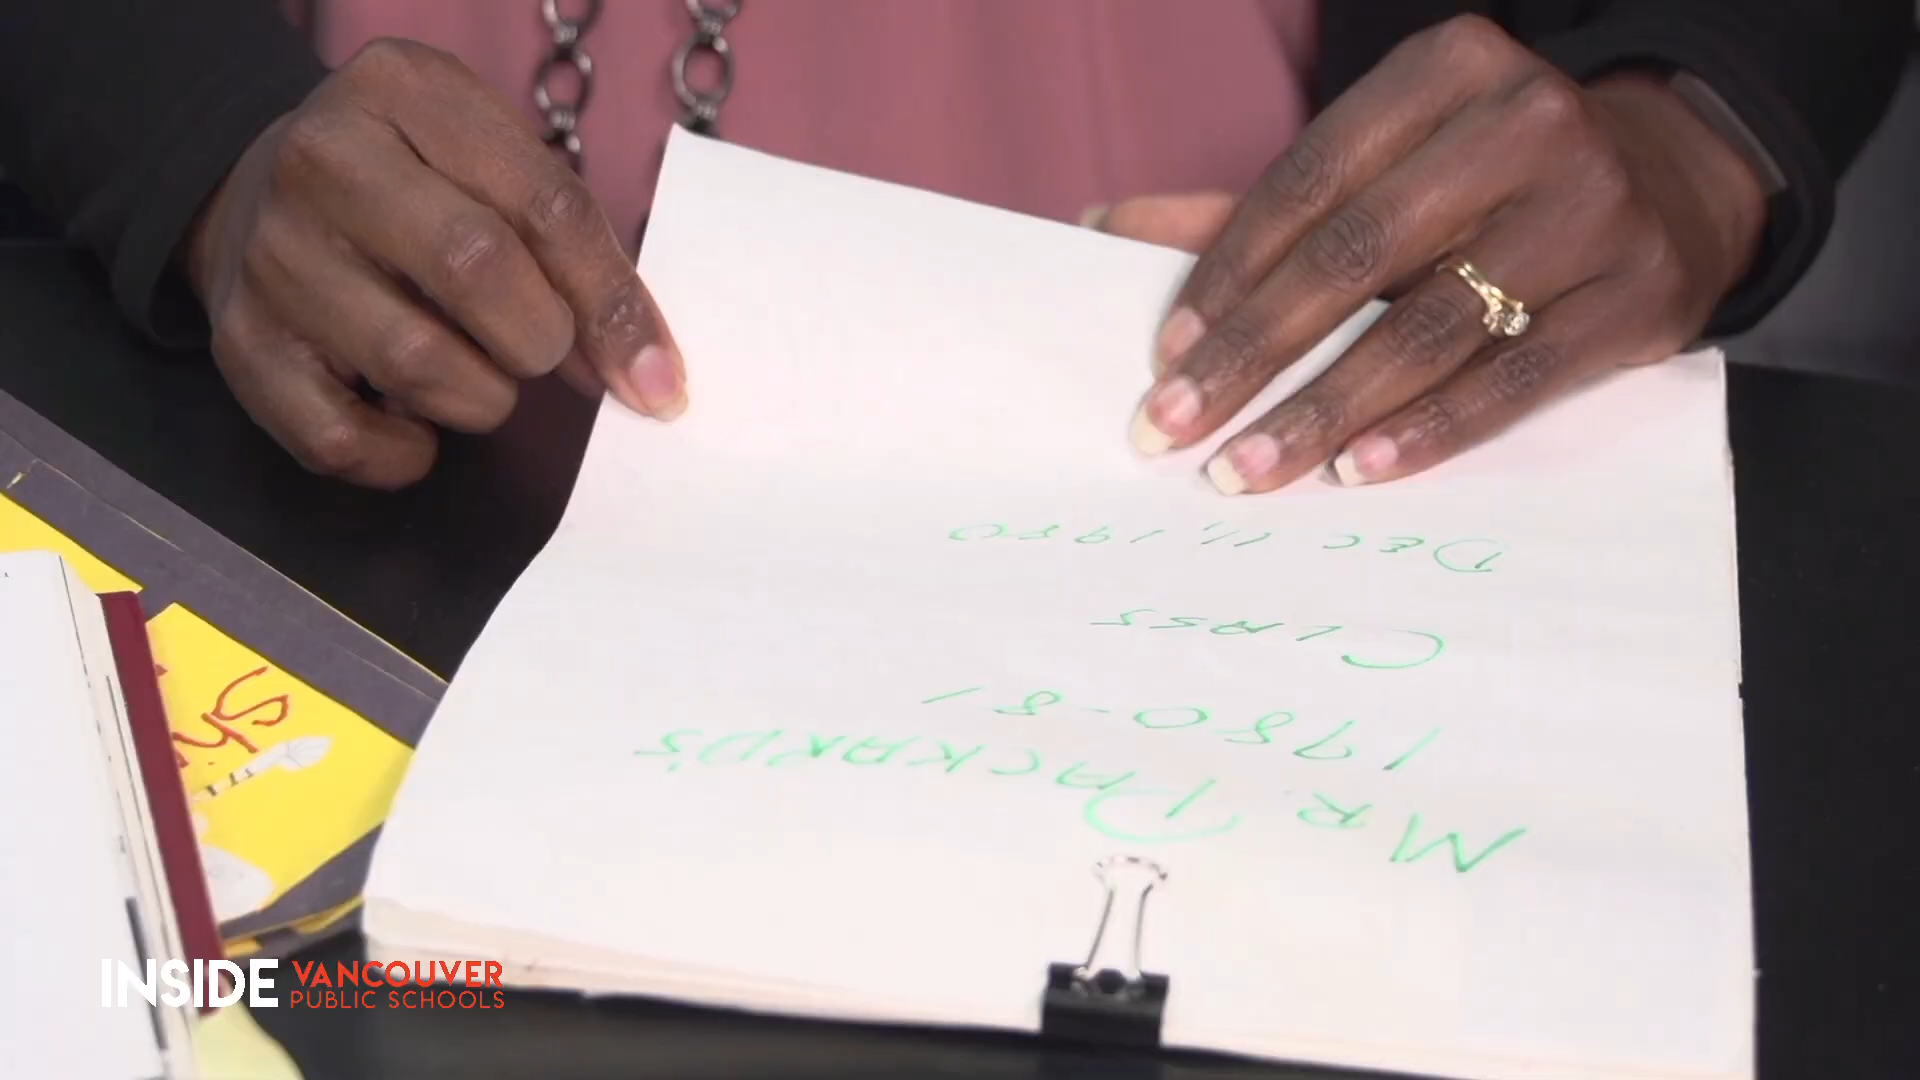 MR. PACKARD'S
1980-81
CLASS
DEC 11, 1980
INSIDE VANCOUVER
PUBLIC SCHOOLS